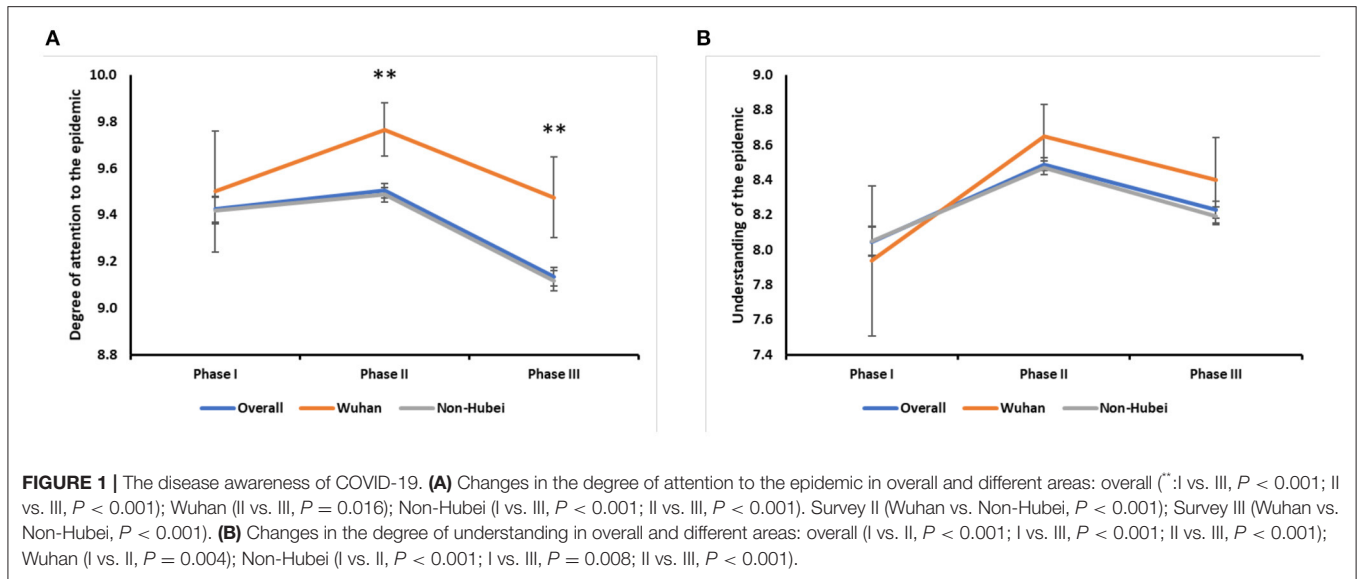 A
10.0
9.8
9.6
9.4
9.2
9.0
8.8
Degree of attention to the epidemic
**
**
Phase I Phase II Phase III
Overall Wuhan Non-Hubei
B
9.0
8.8
8.6
8.4
8.2
8.0
7.8
7.6
7.4
Understanding of the epidemic
Phase I Phase II Phase III
Overall Wuhan Non-Hubei
FIGURE 1 | The disease awareness of COVID-19. (A) Changes in the degree of attention to the epidemic in overall and different areas: overall (**:I vs. III, P < 0.001; II
vs. III, P < 0.001); Wuhan (II vs. III, P = 0.016); Non-Hubei (I vs. III, P < 0.001; II vs. III, P < 0.001). Survey II (Wuhan vs. Non-Hubei, P < 0.001); Survey III (Wuhan vs.
Non-Hubei, P < 0.001). (B) Changes in the degree of understanding in overall and different areas: overall (I vs. II, P < 0.001; I vs. III, P < 0.001; II vs. III, P < 0.001);
Wuhan (I vs. II, P = 0.004); Non-Hubei (I vs. II, P < 0.001; I vs. III, P = 0.008; II vs. III, P < 0.001).